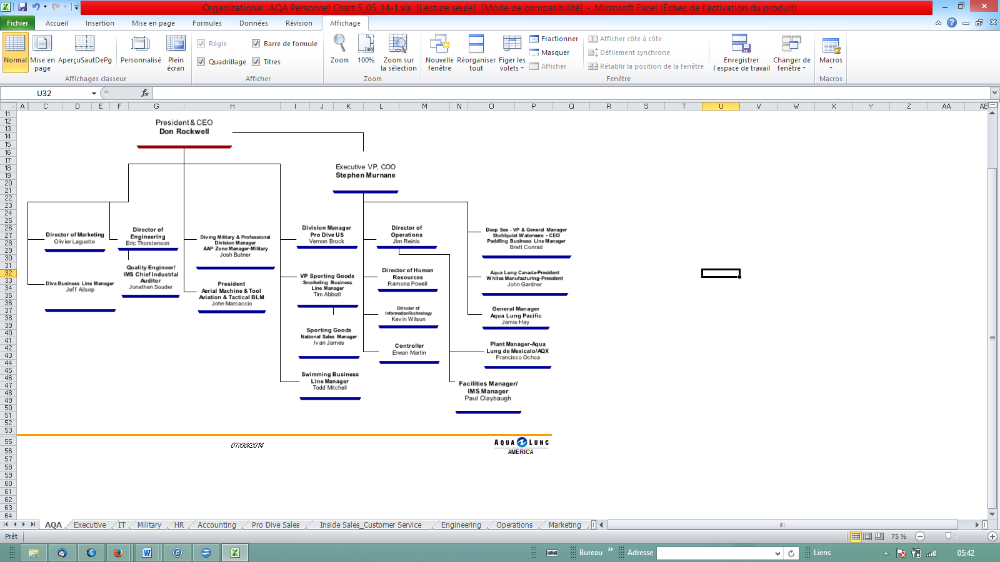 Organizational AQA Personnel Chart 5_05_14-1.xls [Lecture seule] [Mode de compatibilité] - Microsoft Excel (Échec de l'activation du produit)
Fichier Accueil Insertion Mise en page Formules Données Révision Affichage
Normal
Mise en page
AperçuSautDePg
Personnalisé
Plein écran
Affichages classeur
Règle
Barre de formule
Quadrillage
Titres
Afficher
Zoom
100%
Zoom sur la sélection
Zoom
Nouvelle fenêtre
Réorganiser tout
Figer les volets
Fractionner
Masquer
Afficher
Afficher côte à côte
Défilement synchrone
Rétablir la position de la fenêtre
Fenêtre
Enregistrer l'espace de travail
Changer de fenêtre
Macros
Macros
U32
fx
A C D E F G H I J K L M N O P Q R S T U V W X Y Z AA AE
11
12
13
14
15
16
17
18
19
20
21
22
23
24
25
26
27
28
29
30
31
32
33
34
35
36
37
38
39
40
41
42
43
44
45
46
47
48
49
50
51
52
53
55
56
57
58
59
60
61
62
63
64
President & CEO
Don Rockwell
Executive VP, COO
Stephen Murnane
Director of Marketing
Olivier Laguette
Director of
Engineering
Eric Thorstenson
Diving Military & Professional
Division Manager
AAP Zone Manager-Military
Josh Butner
Division Manager
Pro Dive US
Vernon Brock
Director of
Operations
Jim Reinis
Deep See - VP & General Manager
Stohlquist Waterware - CEO
Paddling Business Line Manager
Brett Conrad
Dive Business Line Manager
Jeff Allsop
Quality Engineer/
IMS Chief Industrial
Auditor
Jonathan Souder
President
Aerial Machine & Tool
Aviation & Tactical BLM
John Marcaccio
VP Sporting Goods
Snorkeling Business
Line Manager
Tim Abbott
Director of Human
Resources
Ramona Powell
Aqua Lung Canada-President
Whites Manufacturing-President
John Gardner
Director of
InformationTechnology
Kevin Wilson
General Manager
Aqua Lung Pacific
Jamie Hay
Sporting Goods
National Sales Manager
Ivan James
Controller
Erwan Martin
Plant Manager-Aqua
Lung de Mexicalo/AQX
Francisco Ochoa
Swimming Business
Line Manager
Todd Mitchell
Facilities Manager/
IMS Manager
Paul Claybaugh
07/08/2014
AQUA LUNG
AMERICA
AQA Executive IT Military HR Accounting Pro Dive Sales Inside Sales_Customer Service Engineering Operations Marketing
Prêt
75 %
Bureau
Adresse
Liens
05:42